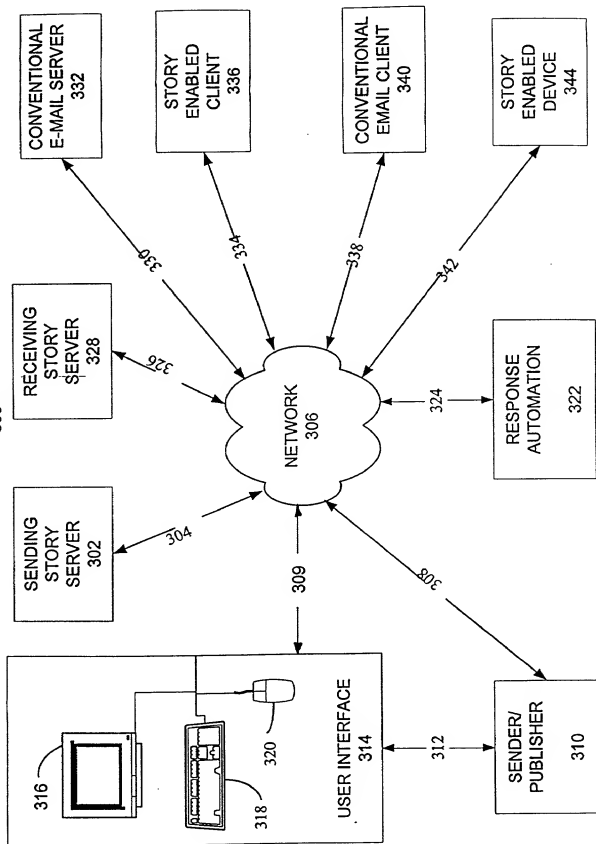 SENDING
STORY
SERVER
302
RECEIVING
STORY
SERVER
328
CONVENTIONAL
E-MAIL SERVER
332
STORY
ENABLED
CLIENT
336
CONVENTIONAL
EMAIL CLIENT
340
STORY
ENABLED
DEVICE
344
316
318
320
USER INTERFACE
314
304
326
330
334
338
342
NETWORK
306
309
308
312
324
SENDER/
PUBLISHER
310
RESPONSE
AUTOMATION
322